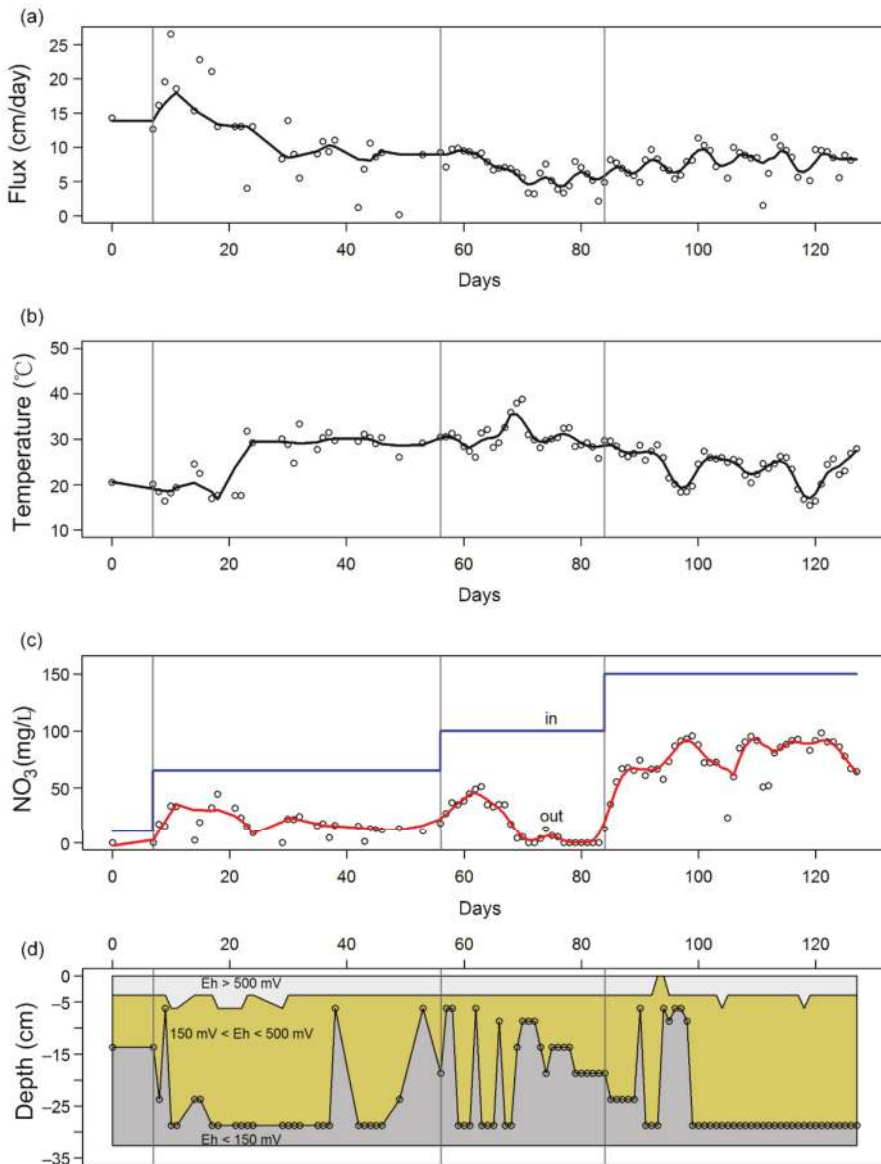 (a)
Flux (cm/day)
25
20
15
10
5
0
0 20 40 60 80 100 120
Days
(b)
Temperature (℃)
50
40
30
20
10
0 20 40 60 80 100 120
Days
(c)
NO₃(mg/L)
150
100
50
0
in
out
0 20 40 60 80 100 120
Days
(d)
0 20 40 60 80 100 120
Depth (cm)
0
−5
−15
−25
−35
Eh > 500 mV
150 mV < Eh < 500 mV
Eh < 150 mV